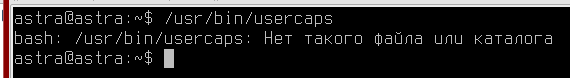 astra@astra:~$ /usr/bin/usercaps
bash: /usr/bin/usercaps: Нет такого файла или каталога
astra@astra:~$